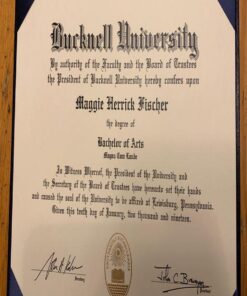 Bucknell University
By authority of the Faculty and the Board of Trustees
the President of Bucknell University hereby confers upon
Maggie Herrick Fischer
the degree of
Bachelor of Arts
Magna Cum Laude
In Witness Whereof, the President of the University and
the Secretary of the Board of Trustees have hereunto set their hands
and caused the seal of the University to be affixed at Lewisburg, Pennsylvania.
Given this tenth day of January, two thousand and nineteen.
John C.
Secretary
President